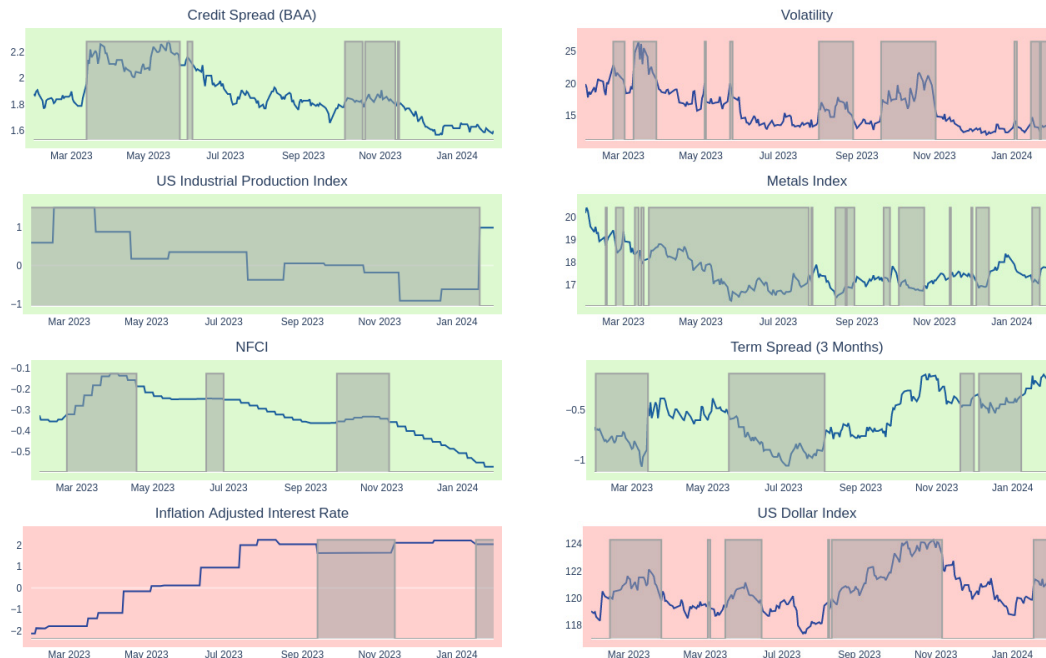 Credit Spread (BAA)
2.2
2
1.8
1.6
Mar 2023 May 2023 Jul 2023 Sep 2023 Nov 2023 Jan 2024
Volatility
25
20
15
Mar 2023 May 2023 Jul 2023 Sep 2023 Nov 2023 Jan 2024
US Industrial Production Index
1
0
−1
Mar 2023 May 2023 Jul 2023 Sep 2023 Nov 2023 Jan 2024
Metals Index
20
19
18
17
Mar 2023 May 2023 Jul 2023 Sep 2023 Nov 2023 Jan 2024
NFCI
−0.1
−0.2
−0.3
−0.4
−0.5
Mar 2023 May 2023 Jul 2023 Sep 2023 Nov 2023 Jan 2024
Term Spread (3 Months)
−0.5
−1
Mar 2023 May 2023 Jul 2023 Sep 2023 Nov 2023 Jan 2024
Inflation Adjusted Interest Rate
2
1
0
−1
−2
Mar 2023 May 2023 Jul 2023 Sep 2023 Nov 2023 Jan 2024
US Dollar Index
124
122
120
118
Mar 2023 May 2023 Jul 2023 Sep 2023 Nov 2023 Jan 2024